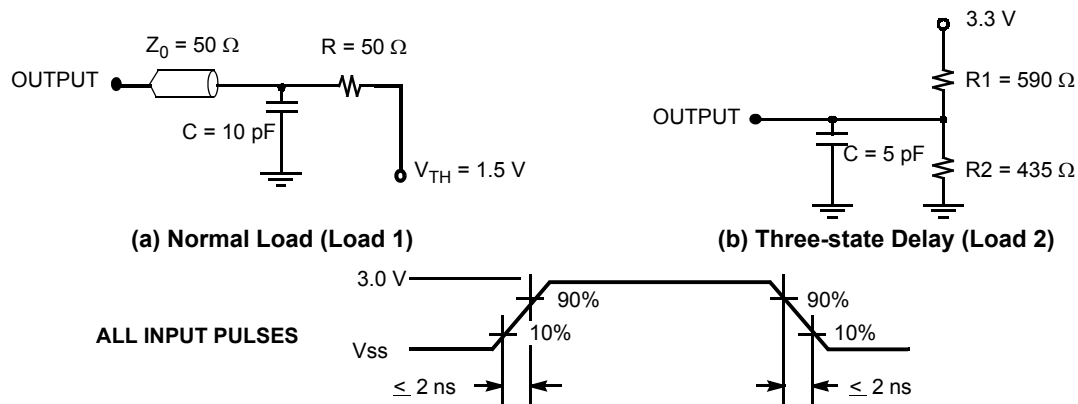 Z0 = 50 Ω
R = 50 Ω
OUTPUT
C = 10 pF
VTH = 1.5 V
(a) Normal Load (Load 1)
3.3 V
R1 = 590 Ω
OUTPUT
C = 5 pF
R2 = 435 Ω
(b) Three-state Delay (Load 2)
ALL INPUT PULSES
3.0 V
90%
10%
Vss
≤ 2 ns
90%
10%
≤ 2 ns